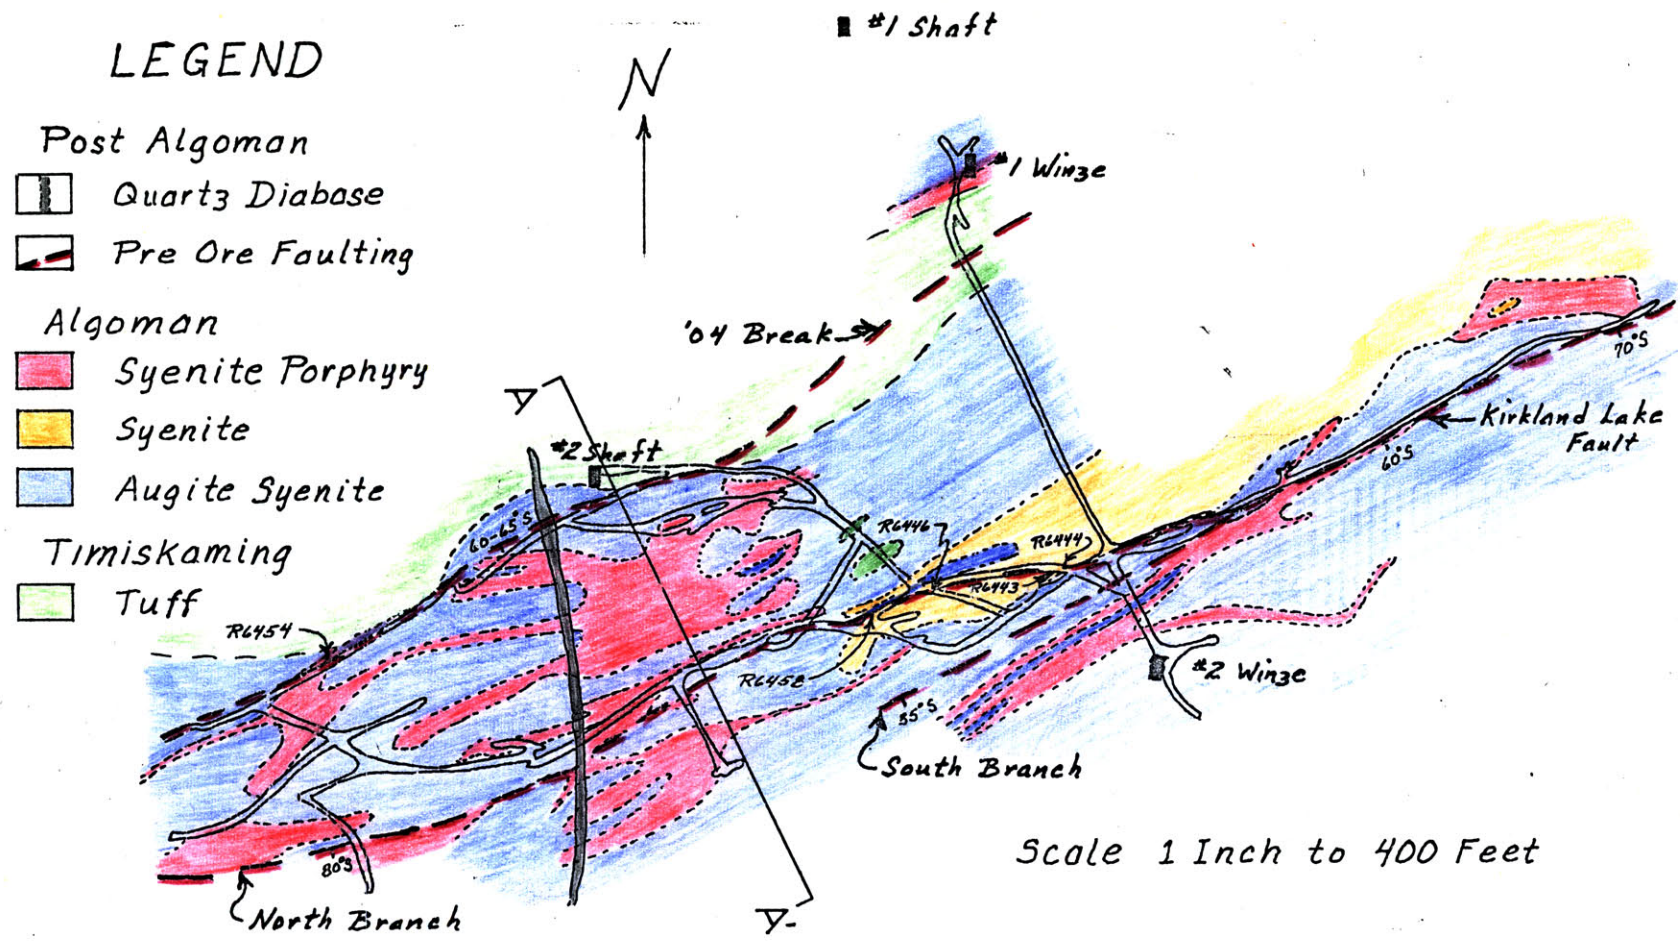 #1 Shaft
LEGEND
N
Post Algoman
Quartz Diabase
Pre Ore Faulting
Algoman
Syenite Porphyry
Syenite
Augite Syenite
Timiskaming
Tuff
#1 Winze
'04 Break
A
#2 Shaft
60-65°S
R6446
R6444
R6443
R6454
R6458
70°S
Kirkland Lake
Fault
60°S
#2 Winze
85°S
South Branch
80°S
North Branch
A-
Scale 1 Inch to 400 Feet